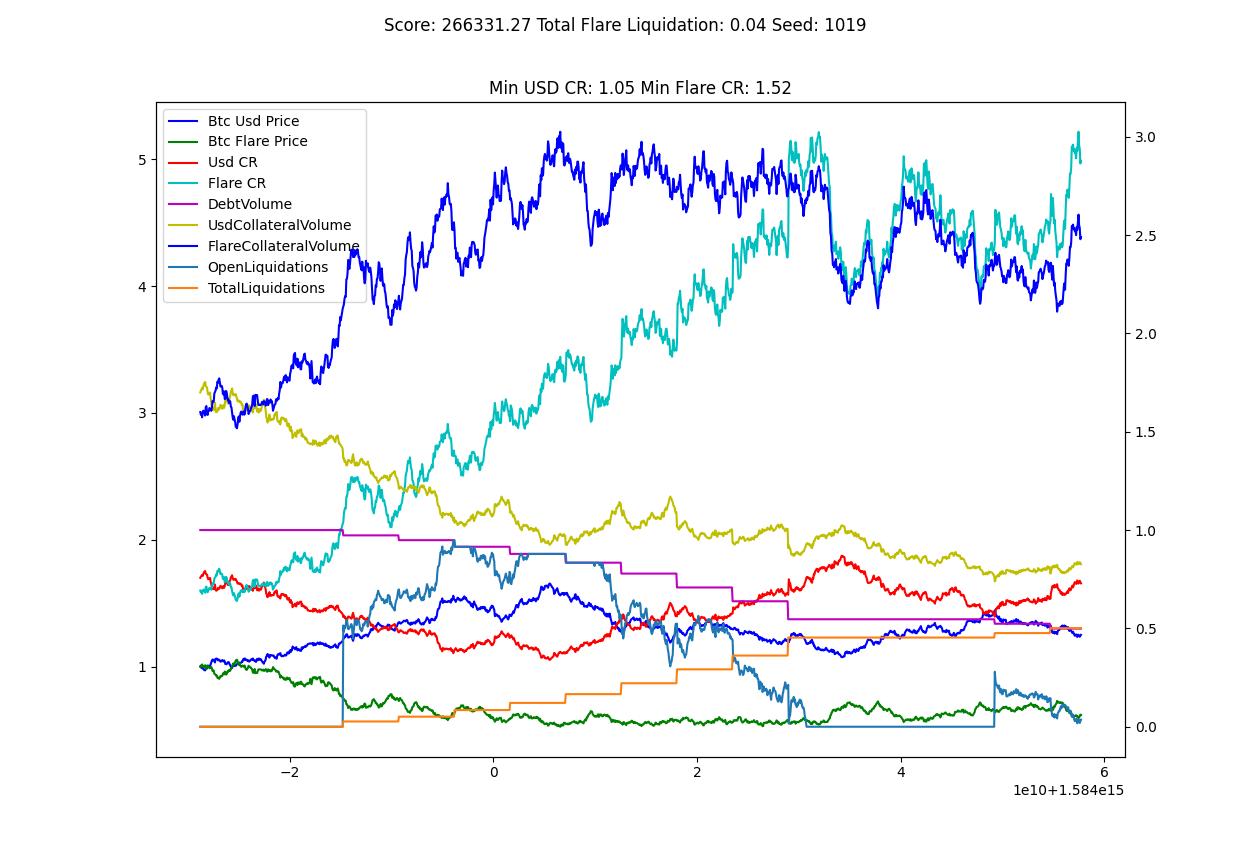 Score: 266331.27 Total Flare Liquidation: 0.04 Seed: 1019
Min USD CR: 1.05 Min Flare CR: 1.52
Btc Usd Price
Btc Flare Price
Usd CR
Flare CR
DebtVolume
UsdCollateralVolume
FlareCollateralVolume
OpenLiquidations
TotalLiquidations
5
4
3
2
1
3.0
2.5
2.0
1.5
1.0
0.5
0.0
−2
0
2
4
6
1e10+1.584e15